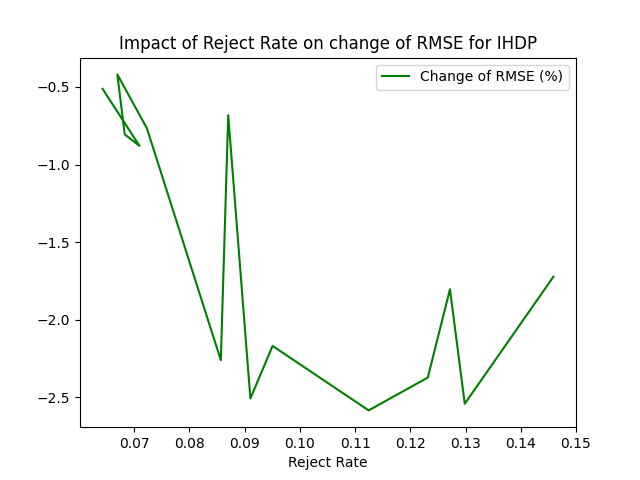 Impact of Reject Rate on change of RMSE for IHDP
Change of RMSE (%)
−0.5
−1.0
−1.5
−2.0
−2.5
0.07 0.08 0.09 0.10 0.11 0.12 0.13 0.14 0.15
Reject Rate